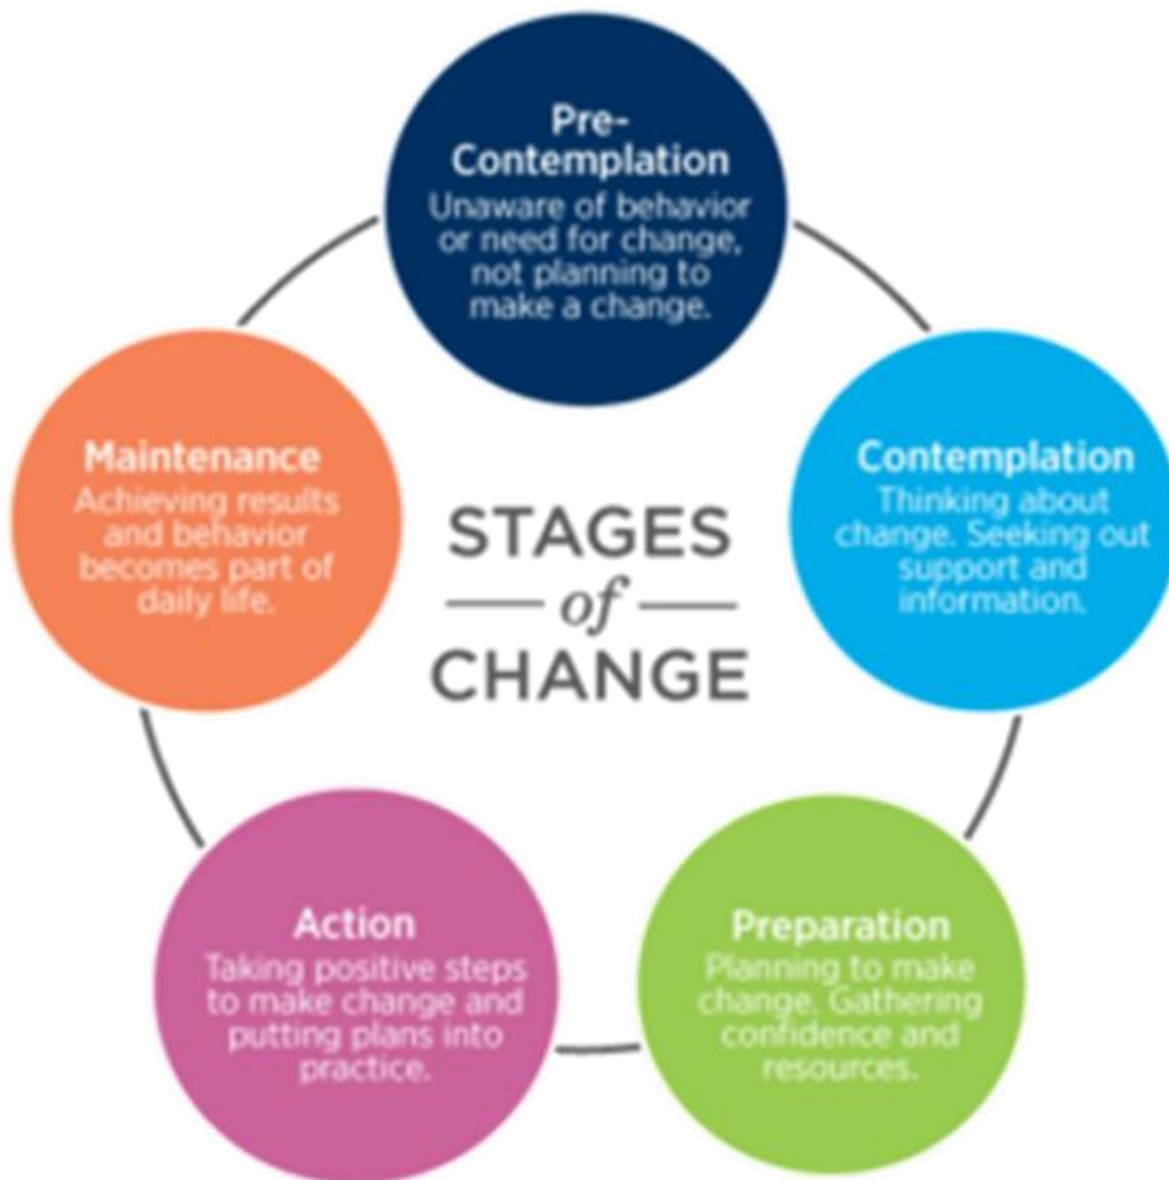 Pre-
Contemplation
Unaware of behavior
or need for change,
not planning to
make a change.
Contemplation
Thinking about
change. Seeking out
support and
information.
Preparation
Planning to make
change. Gathering
confidence and
resources.
Action
Taking positive steps
to make change and
putting plans into
practice.
Maintenance
Achieving results
and behavior
becomes part of
daily life.
STAGES
of
CHANGE